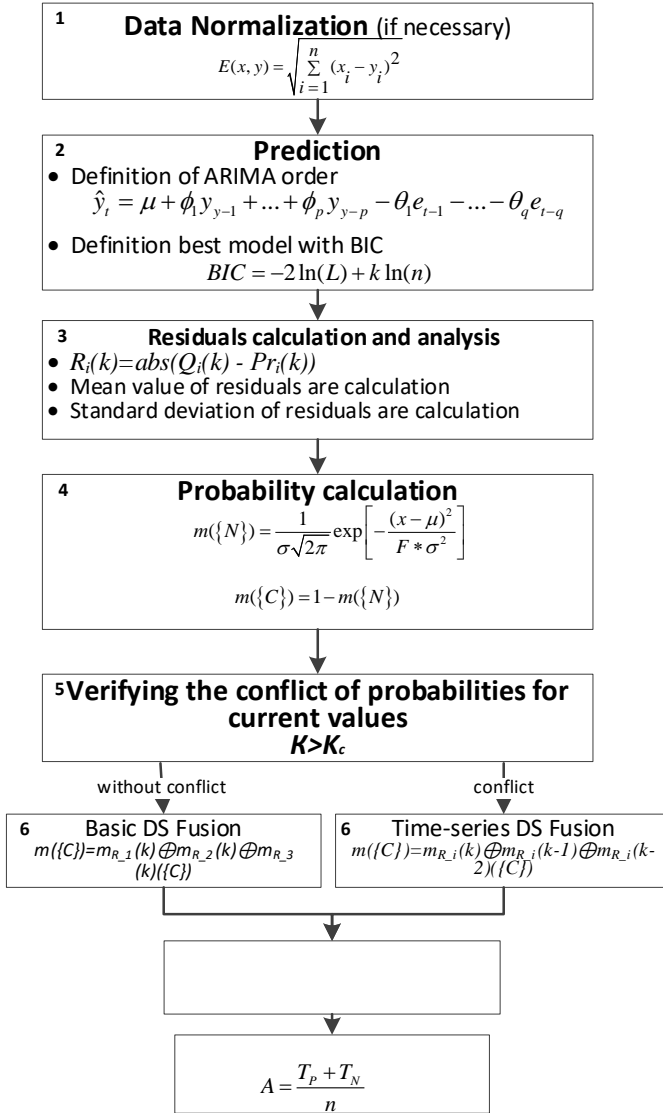 1
Data Normalization (if necessary)
E(x, y) = √ n Σ i = 1 (x_i − y_i)^2
2
Prediction
• Definition of ARIMA order
ŷ_t = μ + ϕ_1 y_{y−1} + ... + ϕ_p y_{y−p} − θ_1 e_{t−1} − ... − θ_q e_{t−q}
• Definition best model with BIC
BIC = −2 ln(L) + k ln(n)
3
Residuals calculation and analysis
• R_i(k)=abs(Q_i(k) - Pr_i(k))
• Mean value of residuals are calculation
• Standard deviation of residuals are calculation
4
Probability calculation
m({N}) = 1/(σ√2π) exp[−(x − μ)^2/(F * σ^2)]
m({C}) = 1 − m({N})
5 Verifying the conflict of probabilities for
current values
K>K_c
without conflict
conflict
6
Basic DS Fusion
m({C})=m_{R_1}(k)⊕m_{R_2}(k)⊕m_{R_3}
(k)({C})
6
Time-series DS Fusion
m({C})=m_{R_i}(k)⊕m_{R_i}(k-1)⊕m_{R_i}(k-
2)({C})
A = (T_P + T_N)/n